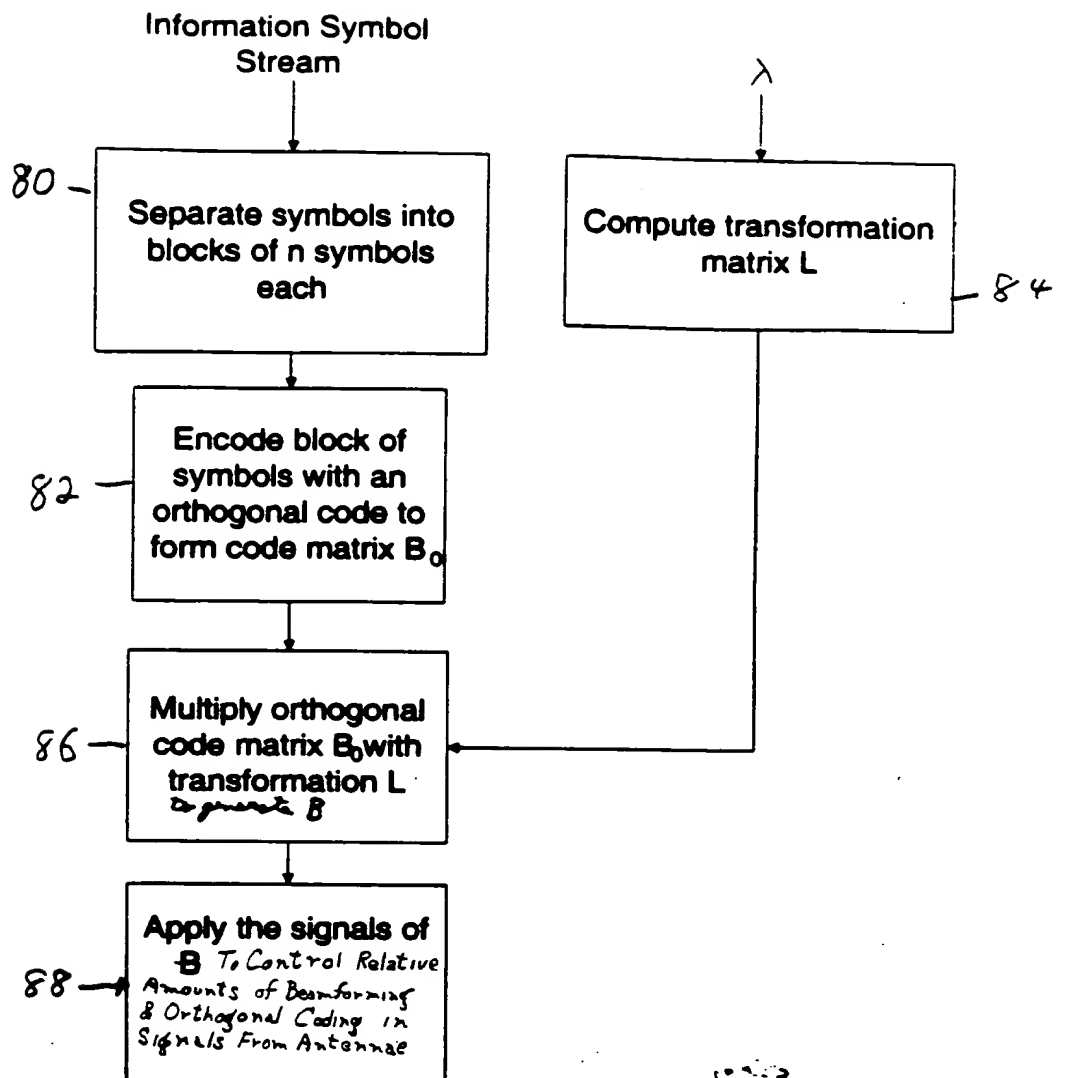 Information Symbol
Stream
λ
80
Separate symbols into
blocks of n symbols
each
Compute transformation
matrix L
84
82
Encode block of
symbols with an
orthogonal code to
form code matrix B₀
86
Multiply orthogonal
code matrix B₀ with
transformation L
to generate B
88
Apply the signals of
B To Control Relative
Amounts of Beamforming
& Orthogonal Coding in
Signals From Antennae